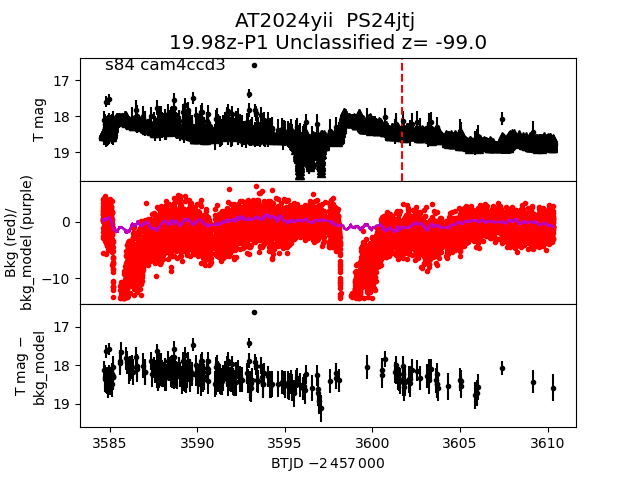 AT2024yii  PS24jtj
19.98z-P1 Unclassified z= -99.0
s84 cam4ccd3
T mag
17
18
19
Bkg (red)/
bkg_model (purple)
0
−10
T mag −
bkg_model
17
18
19
3585 3590 3595 3600 3605 3610
BTJD −2 457 000